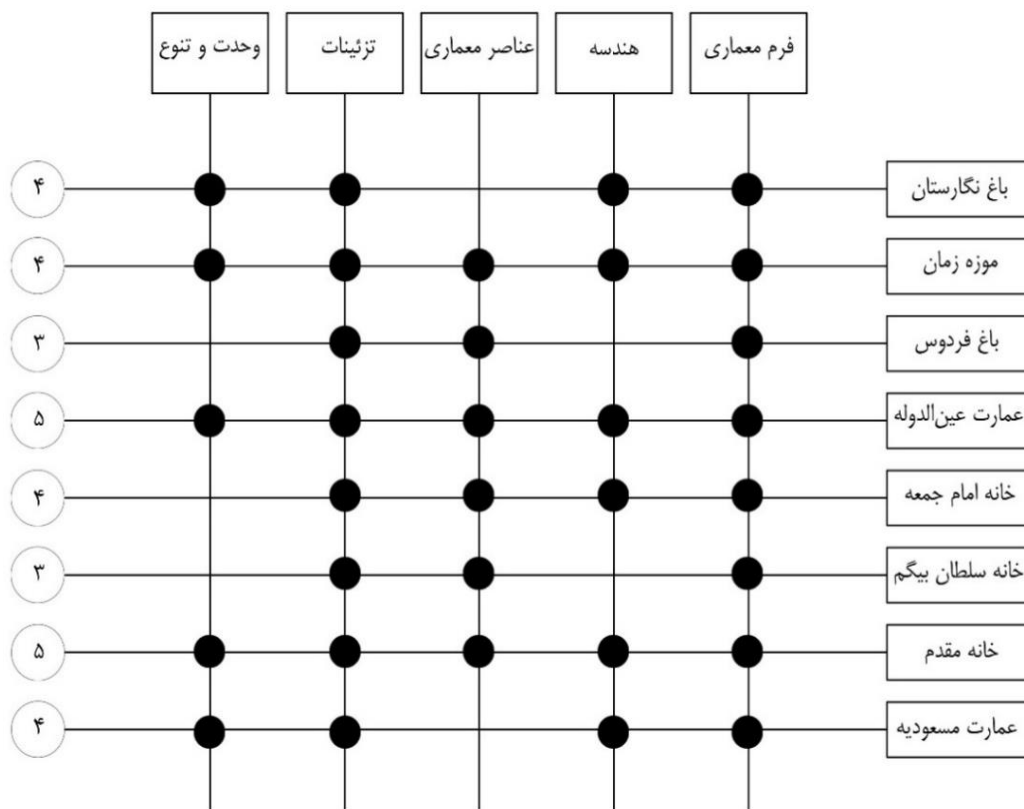 فرم معماری
هندسه
عناصر معماری
تزئینات
وحدت و تنوع
باغ نگارستان
۴
موزه زمان
۴
باغ فردوس
۳
عمارت عین‌الدوله
۵
خانه امام جمعه
۴
خانه سلطان بیگم
۳
خانه مقدم
۵
عمارت مسعودیه
۴